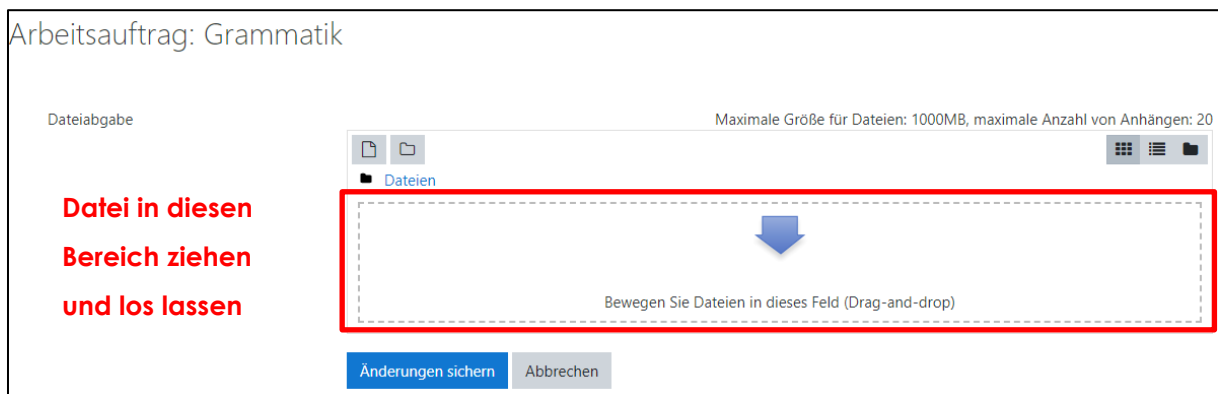 Arbeitsauftrag: Grammatik
Dateiabgabe
Maximale Größe für Dateien: 1000MB, maximale Anzahl von Anhängen: 20
Dateien
Datei in diesen
Bereich ziehen
und los lassen
Bewegen Sie Dateien in dieses Feld (Drag-and-drop)
Änderungen sichern
Abbrechen